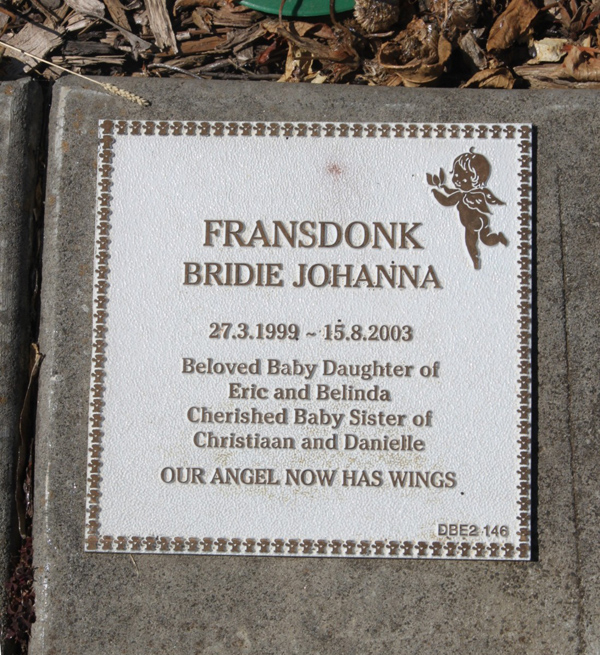 FRANSDONK
BRIDIE JOHANNA
27.3.1999 ~ 15.8.2003
Beloved Baby Daughter of
Eric and Belinda
Cherished Baby Sister of
Christiaan and Danielle
OUR ANGEL NOW HAS WINGS
DBE2 146